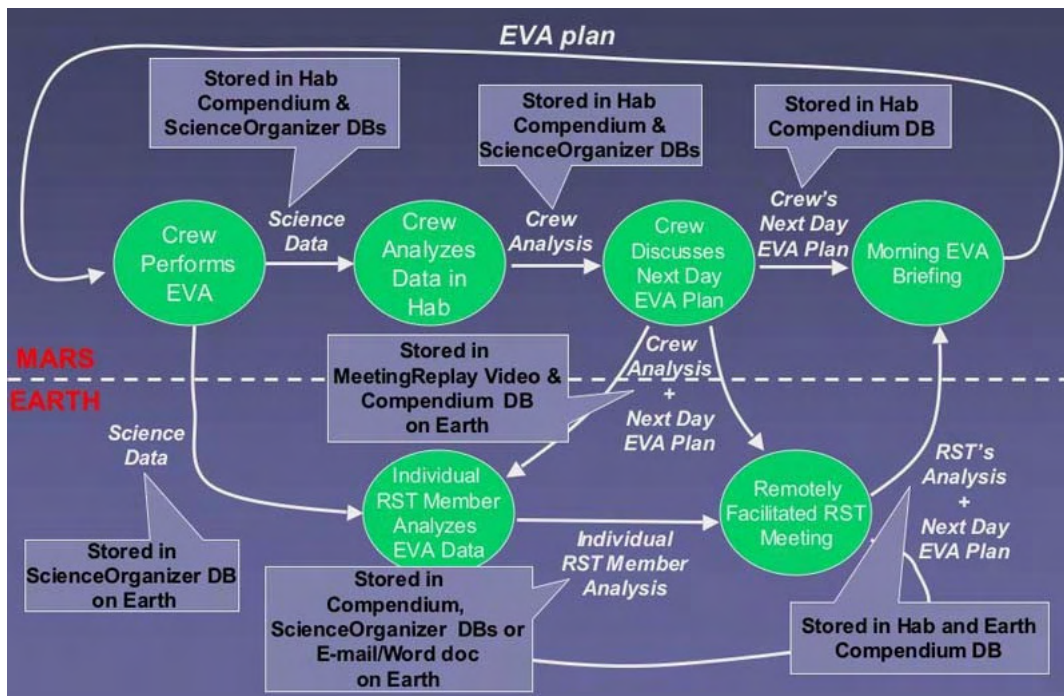 EVA plan
Stored in Hab
Compendium &
ScienceOrganizer DBs
Stored in Hab
Compendium &
ScienceOrganizer DBs
Stored in Hab
Compendium DB
Science
Data
Crew
Analysis
Crew's
Next Day
EVA Plan
Crew
Performs
EVA
Crew
Analyzes
Data in
Hab
Crew
Discusses
Next Day
EVA Plan
Morning EVA
Briefing
MARS
EARTH
Stored in
MeetingReplay Video &
Compendium DB
on Earth
Crew
Analysis
+
Next Day
EVA Plan
Science
Data
Individual
RST Member
Analyzes
EVA Data
Remotely
Facilitated RST
Meeting
RST's
Analysis
+
Next Day
EVA Plan
Individual
RST Member
Analysis
Stored in
ScienceOrganizer DB
on Earth
Stored in
Compendium,
ScienceOrganizer DBs or
E-mail/Word doc
on Earth
Stored in Hab and Earth
Compendium DB